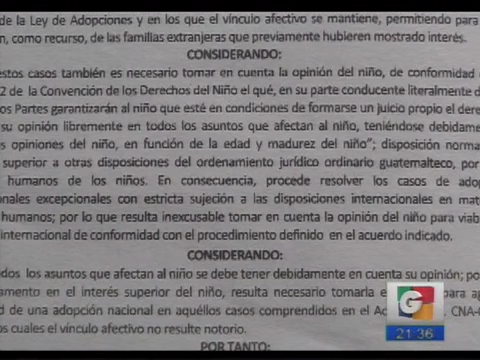 de la Ley de Adopciones y en los que el vínculo afectivo se mantiene, permitiendo para
n, como recurso, de las familias extranjeras que previamente hubieren mostrado interés.
CONSIDERANDO:
estos casos también es necesario tomar en cuenta la opinión del niño, de conformidad
2 de la Convención de los Derechos del Niño el qué, en su parte conducente literalmente d
os Partes garantizarán al niño que esté en condiciones de formarse un juicio propio el dere
su opinión libremente en todos los asuntos que afectan al niño, teniéndose debidame
s opiniones del niño, en función de la edad y madurez del niño"; disposición norma
superior a otras disposiciones del ordenamiento jurídico ordinario guatemalteco, por
humanos de los niños. En consecuencia, procede resolver los casos de adop
onales excepcionales con estricta sujeción a las disposiciones internacionales en mat
humanos; por lo que resulta inexcusable tomar en cuenta la opinión del niño para viab
internacional de conformidad con el procedimiento definido en el acuerdo indicado.
CONSIDERANDO:
dos los asuntos que afectan al niño se debe tener debidamente en cuenta su opinión; po
amento en el interés superior del niño, resulta necesario tomarla para ag
d de una adopción nacional en aquéllos casos comprendidos en el Ac CNA-
os cuales el vínculo afectivo no resulte notorio.
POR TANTO:
G
21:36